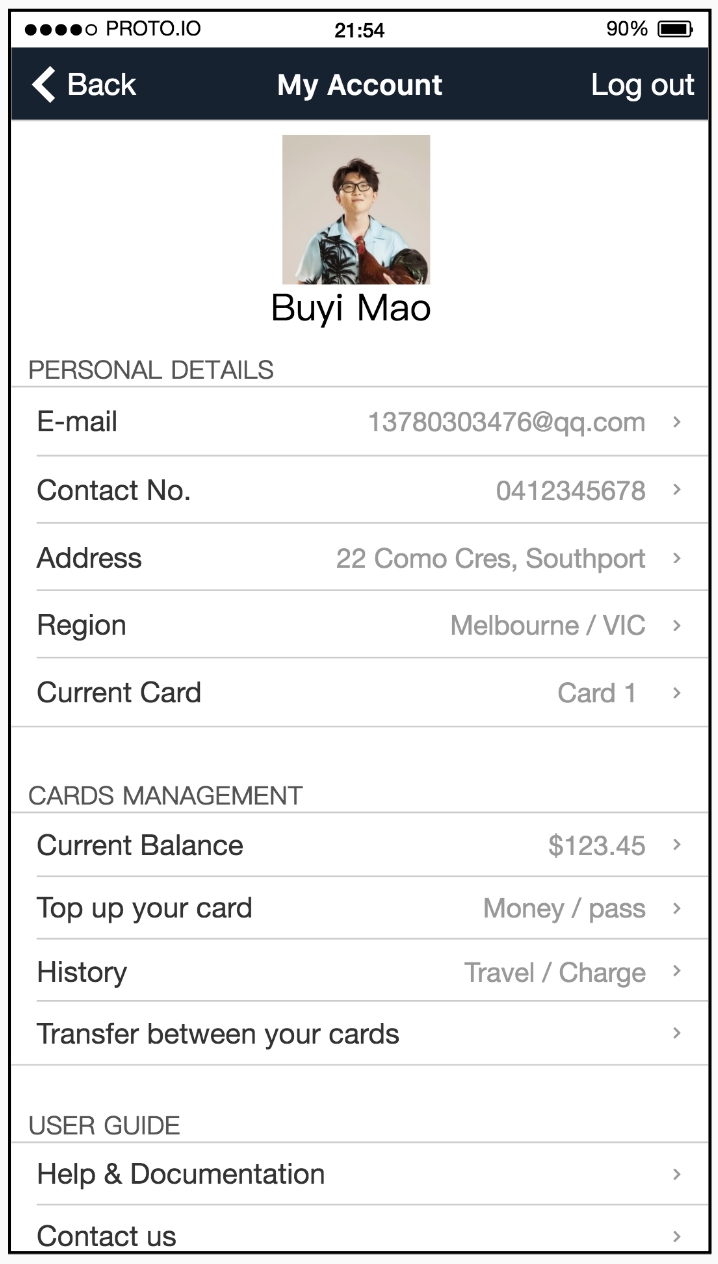 PROTO.IO 21:54 90%
Back My Account Log out
Buyi Mao
PERSONAL DETAILS
E-mail 13780303476@qq.com
Contact No. 0412345678
Address 22 Como Cres, Southport
Region Melbourne / VIC
Current Card Card 1
CARDS MANAGEMENT
Current Balance $123.45
Top up your card Money / pass
History Travel / Charge
Transfer between your cards
USER GUIDE
Help & Documentation
Contact us